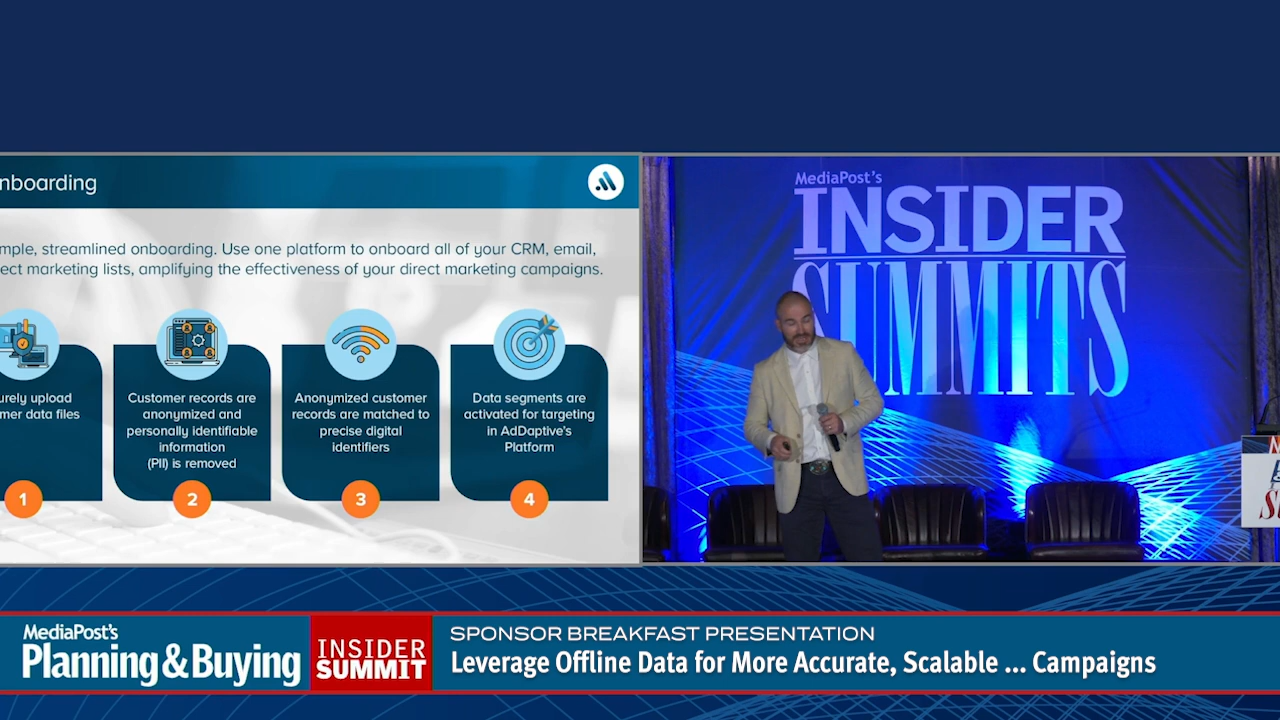 nboarding
mple, streamlined onboarding. Use one platform to onboard all of your CRM, email,
ect marketing lists, amplifying the effectiveness of your direct marketing campaigns.
urely upload
mer data files
1
Customer records are
anonymized and
personally identifiable
information
(PII) is removed
2
Anonymized customer
records are matched to
precise digital
identifiers
3
Data segments are
activated for targeting
in AdDaptive's
Platform
4
MediaPost's
INSIDER
SUMMITS
MediaPost's
Planning & Buying
INSIDER
SUMMIT
SPONSOR BREAKFAST PRESENTATION
Leverage Offline Data for More Accurate, Scalable ... Campaigns